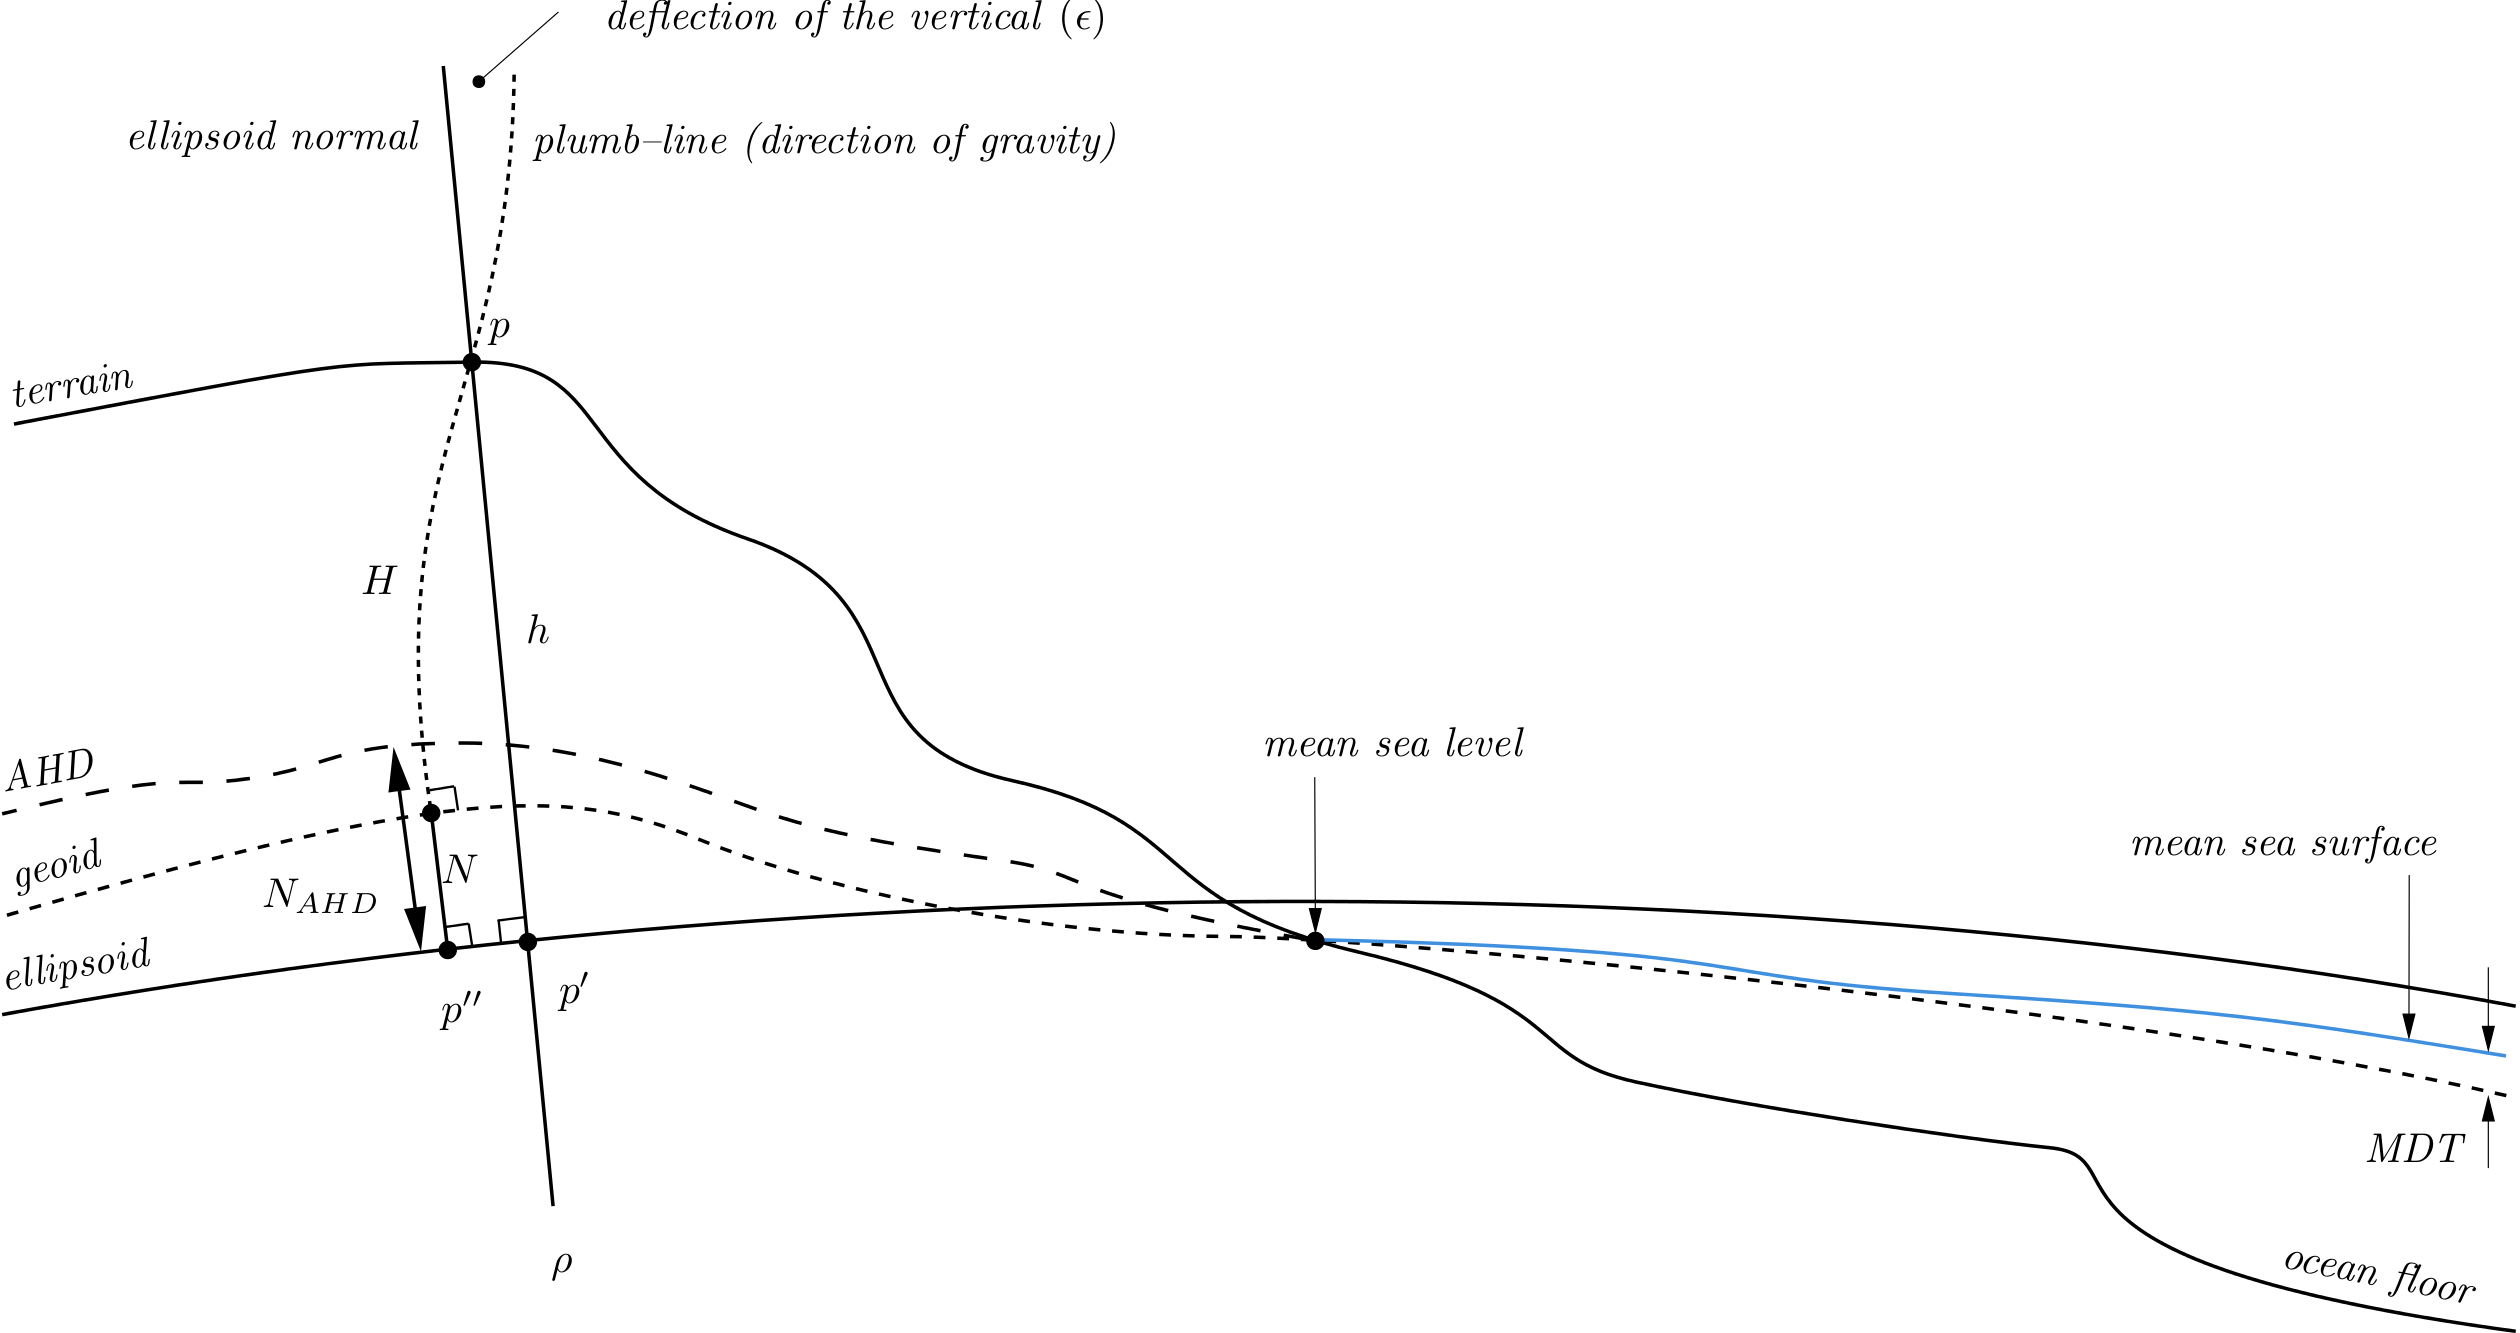 deflection of the vertical (ϵ)
ellipsoid normal
plumb–line (direction of gravity)
p
terrain
H
h
AHD
mean sea level
geoid
N
N_AHD
mean sea surface
ellipsoid
p′
p″
MDT
ρ
ocean floor